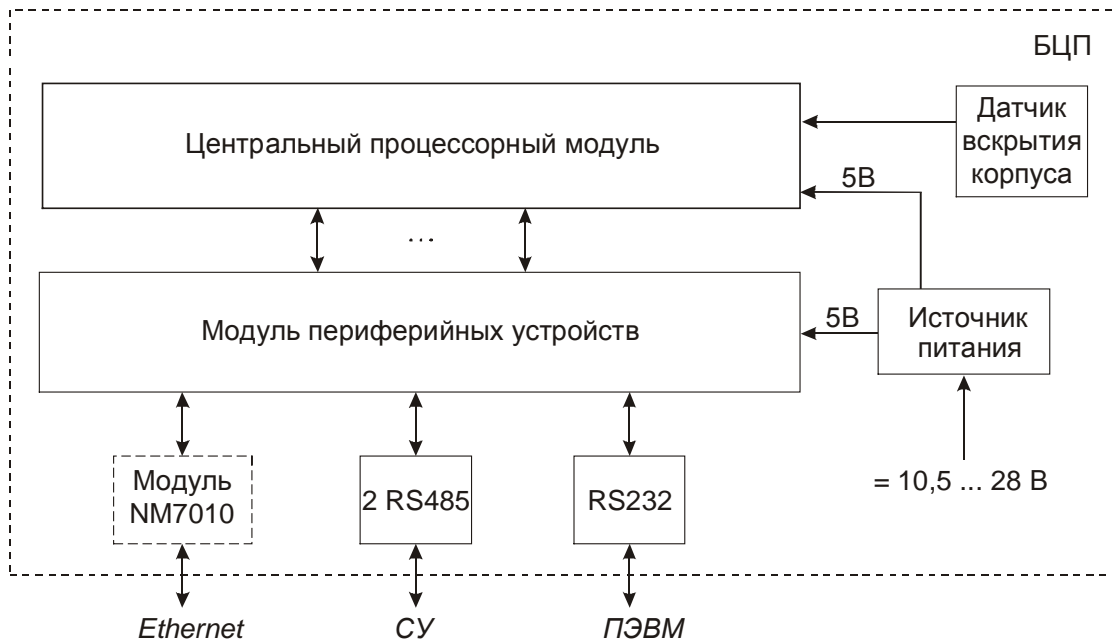 БЦП
Центральный процессорный модуль
Датчик
вскрытия
корпуса
5В
...
Модуль периферийных устройств
5В
Источник
питания
Модуль
NM7010
2 RS485
RS232
= 10,5 ... 28 В
Ethernet
СУ
ПЭВМ